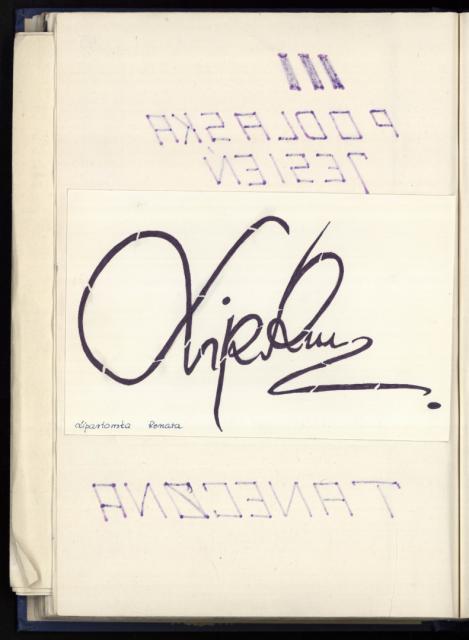 III
PODLASKA
JESIEŃ
Lipartowska Renata
TANECZNA